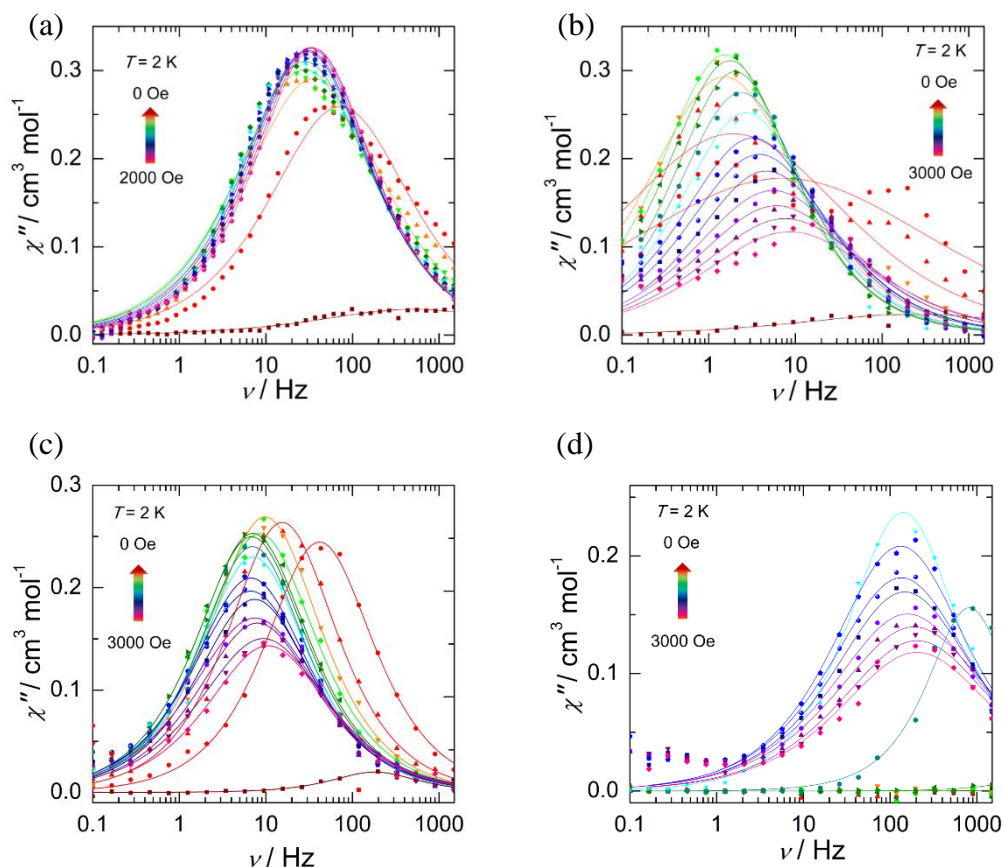 (a)
T = 2 K
0 Oe
2000 Oe
χ″/ cm³ mol⁻¹
0.3
0.2
0.1
0.0
0.1 1 10 100 1000
ν / Hz
(b)
T = 2 K
0 Oe
3000 Oe
χ″/ cm³ mol⁻¹
0.3
0.2
0.1
0.0
0.1 1 10 100 1000
ν / Hz
(c)
T = 2 K
0 Oe
3000 Oe
χ″/ cm³ mol⁻¹
0.3
0.2
0.1
0.0
0.1 1 10 100 1000
ν / Hz
(d)
T = 2 K
0 Oe
3000 Oe
χ″/ cm³ mol⁻¹
0.2
0.1
0.0
0.1 1 10 100 1000
ν / Hz